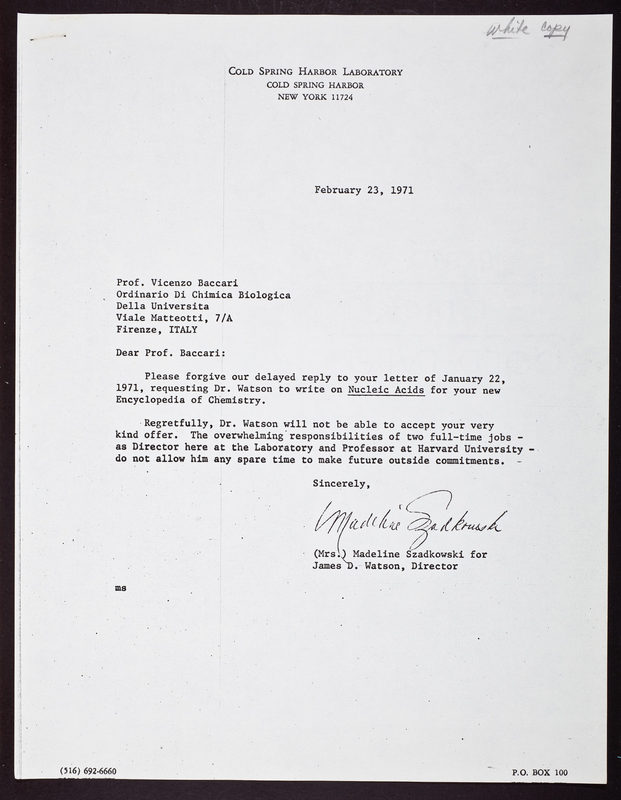 white copy
COLD SPRING HARBOR LABORATORY
COLD SPRING HARBOR
NEW YORK 11724
February 23, 1971
Prof. Vicenzo Baccari
Ordinario Di Chimica Biologica
Della Universita
Viale Matteotti, 7/A
Firenze, ITALY
Dear Prof. Baccari:
Please forgive our delayed reply to your letter of January 22,
1971, requesting Dr. Watson to write on Nucleic Acids for your new
Encyclopedia of Chemistry.
Regretfully, Dr. Watson will not be able to accept your very
kind offer. The overwhelming responsibilities of two full-time jobs -
as Director here at the Laboratory and Professor at Harvard University -
do not allow him any spare time to make future outside commitments.
Sincerely,
Madeline Szadkowski
(Mrs.) Madeline Szadkowski for
James D. Watson, Director
ms
(516) 692-6660
P.O. BOX 100